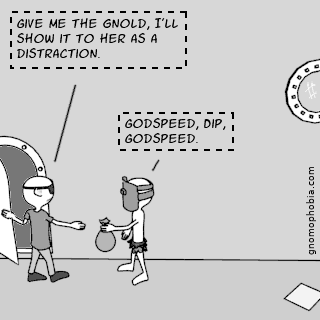 GIVE ME THE GNOLD, I'LL
SHOW IT TO HER AS A
DISTRACTION.
GODSPEED, DIP,
GODSPEED.
gnomophobia.com